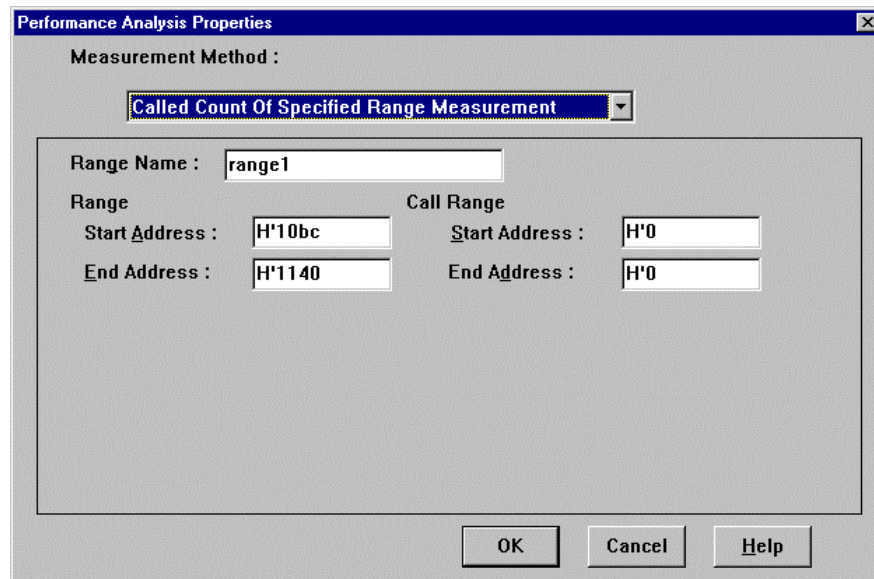 Performance Analysis Properties
Measurement Method :
Called Count Of Specified Range Measurement
Range Name : range1
Range Call Range
Start Address : H'10bc Start Address : H'0
End Address : H'1140 End Address : H'0
OK Cancel Help